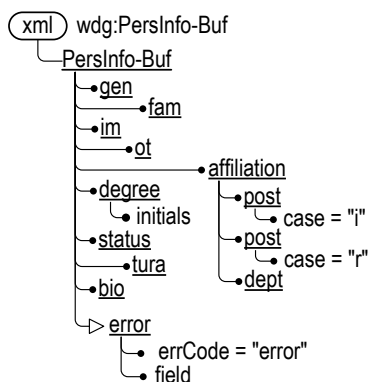 xml wdg:PersInfo-Buf
PersInfo-Buf
gen
fam
im
ot
affiliation
degree
post
initials
case = "i"
status
post
tura
case = "r"
bio
dept
error
errCode = "error"
field